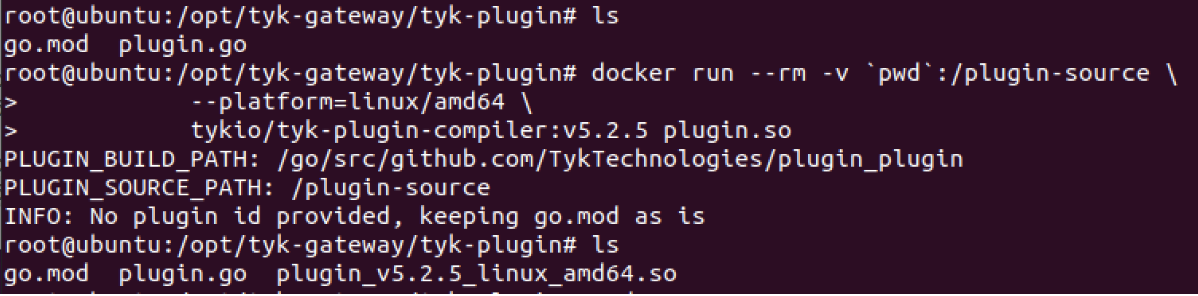 root@ubuntu:/opt/tyk-gateway/tyk-plugin# ls
go.mod  plugin.go
root@ubuntu:/opt/tyk-gateway/tyk-plugin# docker run --rm -v `pwd`:/plugin-source \
>            --platform=linux/amd64 \
>            tykio/tyk-plugin-compiler:v5.2.5 plugin.so
PLUGIN_BUILD_PATH: /go/src/github.com/TykTechnologies/plugin_plugin
PLUGIN_SOURCE_PATH: /plugin-source
INFO: No plugin id provided, keeping go.mod as is
root@ubuntu:/opt/tyk-gateway/tyk-plugin# ls
go.mod  plugin.go  plugin_v5.2.5_linux_amd64.so